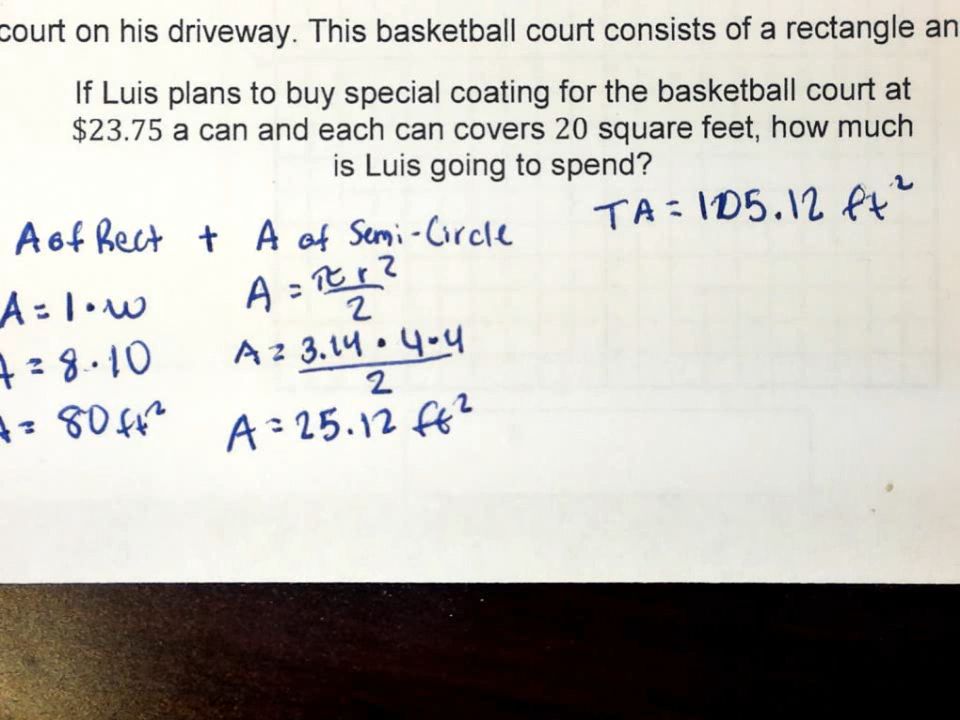 court on his driveway. This basketball court consists of a rectangle an
If Luis plans to buy special coating for the basketball court at
$23.75 a can and each can covers 20 square feet, how much
is Luis going to spend?
TA = 105.12 ft²
A of Rect + A of Semi-Circle
A = l·w
A = πr²/2
A = 8·10
A = 3.14 · 4·4/2
A = 80 ft²
A = 25.12 ft²